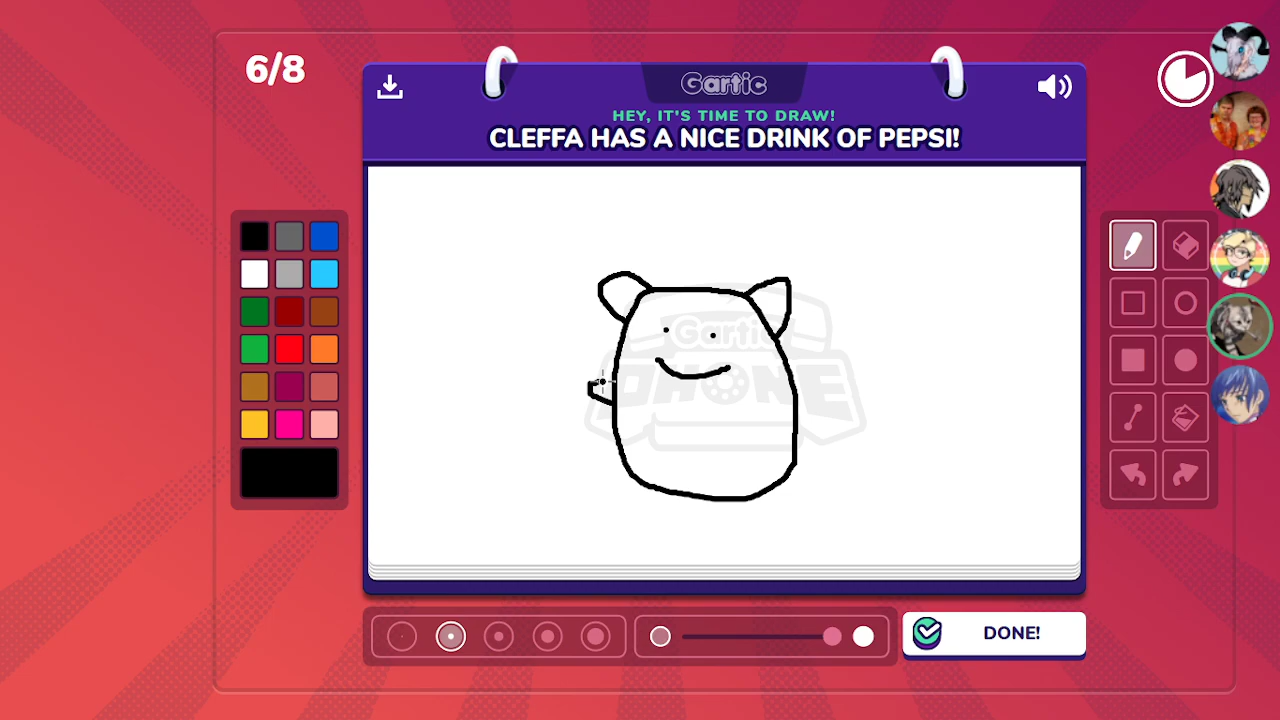 6/8
Gartic
HEY, IT'S TIME TO DRAW!
CLEFFA HAS A NICE DRINK OF PEPSI!
Gartic
PHONE
DONE!